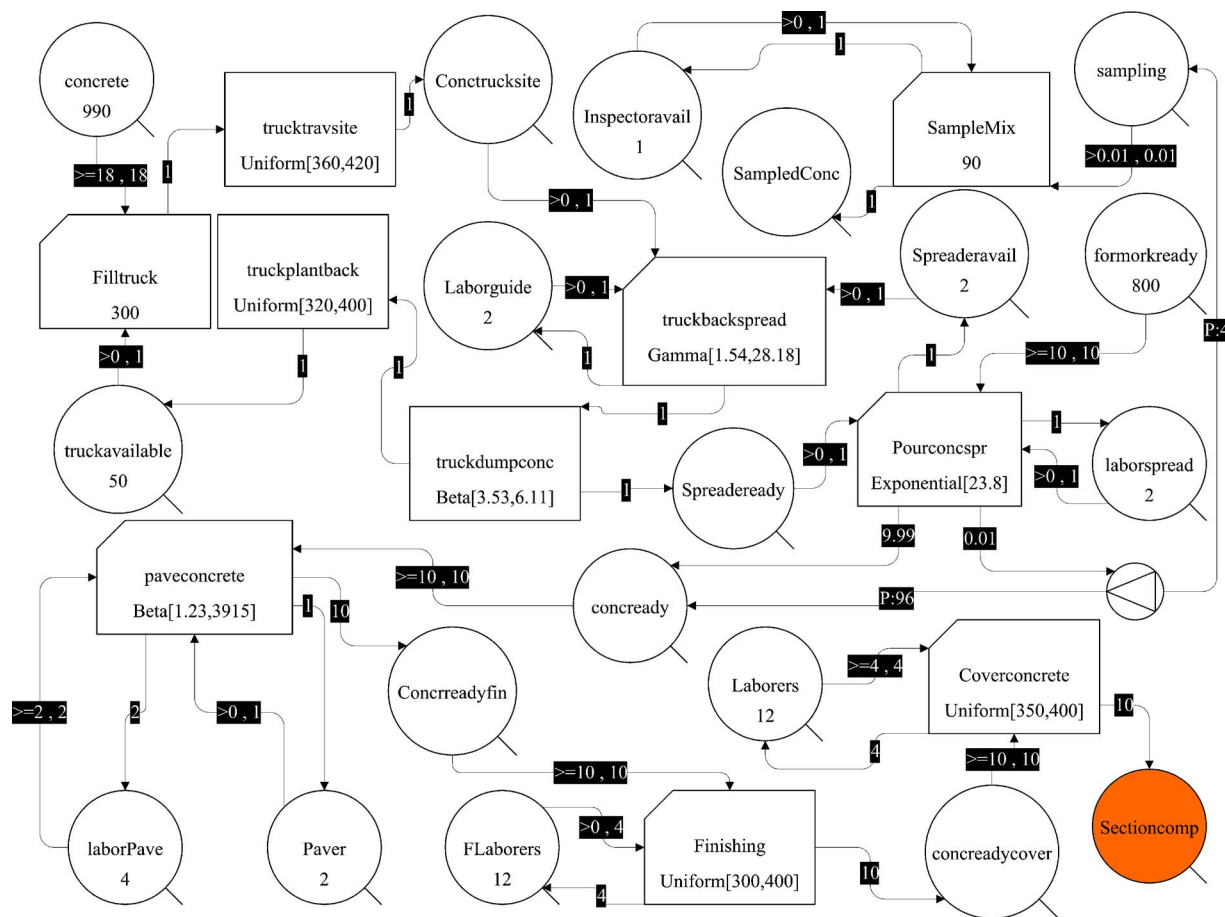 concrete
990
>=18 , 18
1
trucktravsite
Uniform[360,420]
1
Conctrucksite
>0 , 1
Inspectoravail
1
>0 , 1
1
SampleMix
90
sampling
>0.01 , 0.01
SampledConc
1
Filltruck
300
truckplantback
Uniform[320,400]
>0 , 1
1
truckavailable
50
Laborguide
2
>0 , 1
1
truckbackspread
Gamma[1.54,28.18]
>0 , 1
Spreaderavail
2
formorkready
800
P:4
>=10 , 10
1
1
1
truckdumpconc
Beta[3.53,6.11]
1
Spreadeready
>0 , 1
Pourconcspr
Exponential[23.8]
1
>0 , 1
laborspread
2
9.99
0.01
paveconcrete
Beta[1.23,3915]
>=10 , 10
concready
P:96
10
1
>=2 , 2
2
>0 , 1
Concrreadyfin
Laborers
12
>=4 , 4
4
Coverconcrete
Uniform[350,400]
10
>=10 , 10
>=10 , 10
laborPave
4
Paver
2
FLaborers
12
>0 , 4
4
Finishing
Uniform[300,400]
10
concreadycover
Sectioncomp